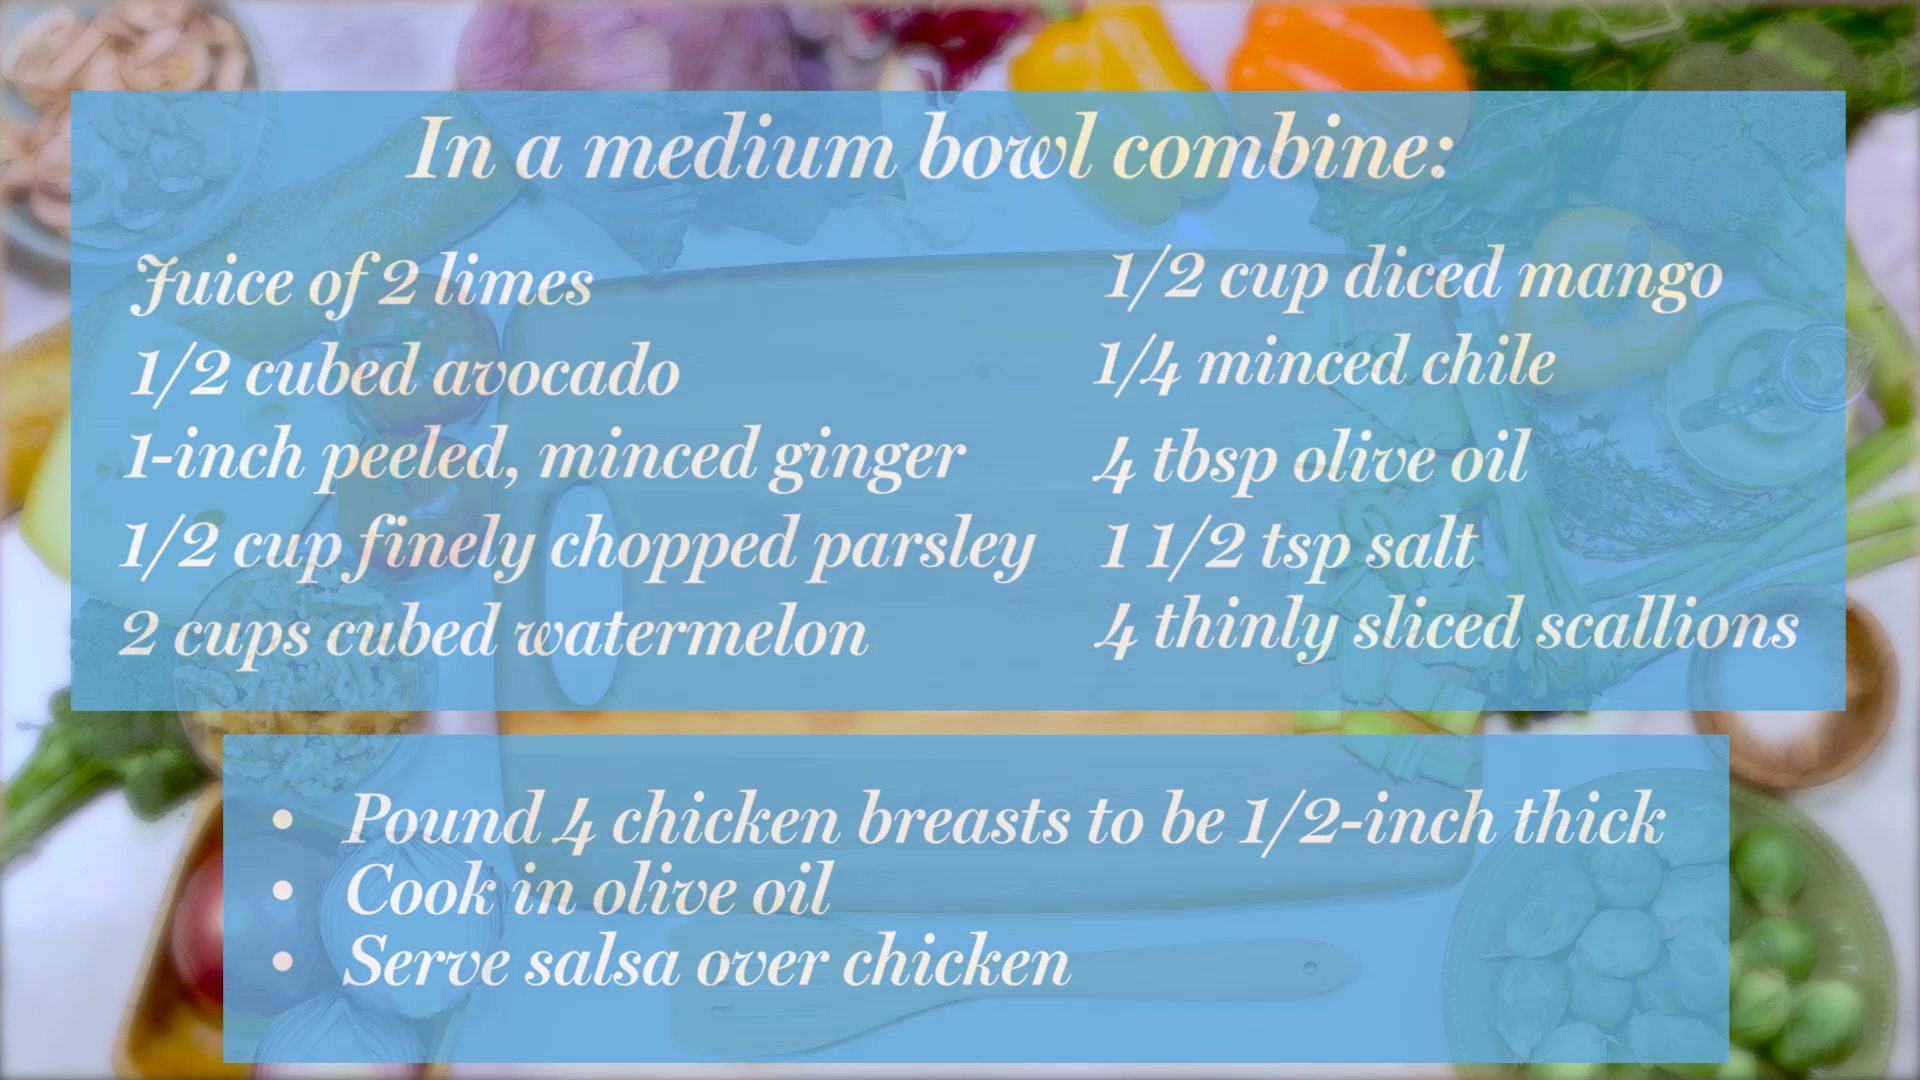 In a medium bowl combine:
Juice of 2 limes
1/2 cubed avocado
1-inch peeled, minced ginger
1/2 cup finely chopped parsley
2 cups cubed watermelon
1/2 cup diced mango
1/4 minced chile
4 tbsp olive oil
1 1/2 tsp salt
4 thinly sliced scallions
• Pound 4 chicken breasts to be 1/2-inch thick
• Cook in olive oil
• Serve salsa over chicken